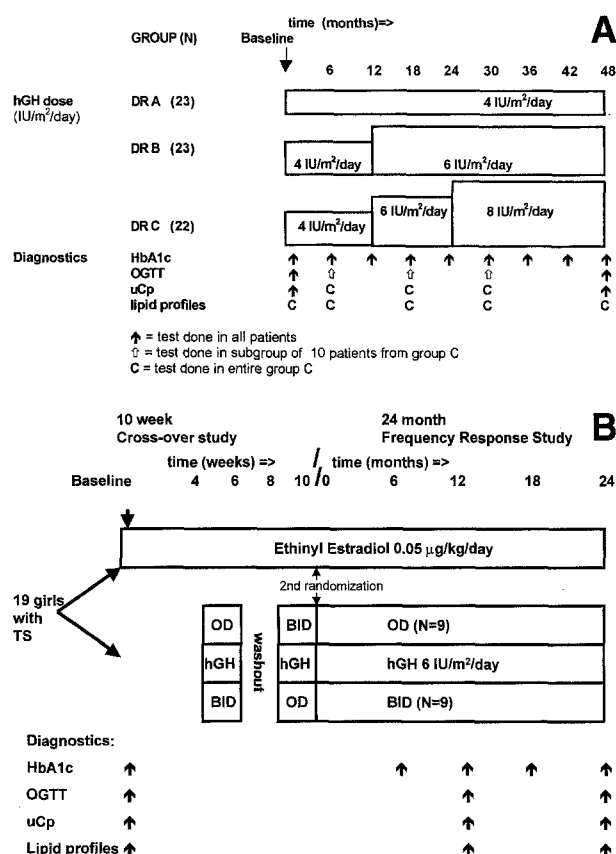 time (months)=>
A
GROUP (N) Baseline
6 12 18 24 30 36 42 48
hGH dose
(IU/m²/day)
DR A (23) 4 IU/m²/day
DR B (23) 4 IU/m²/day 6 IU/m²/day
DR C (22) 4 IU/m²/day 6 IU/m²/day 8 IU/m²/day
Diagnostics HbA1c
OGTT
uCp C C C
lipid profiles C C C C C
↑ = test done in all patients
⇧ = test done in subgroup of 10 patients from group C
C = test done in entire group C
B
10 week
Cross-over study
24 month
Frequency Response Study
time (weeks) => / time (months) =>
Baseline 4 6 8 10 / 0 6 12 18 24
Ethinyl Estradiol 0.05 µg/kg/day
2nd randomization
19 girls
with
TS
OD BID OD (N=9)
hGH washout hGH hGH 6 IU/m²/day
BID OD BID (N=9)
Diagnostics:
HbA1c
OGTT
uCp
Lipid profiles